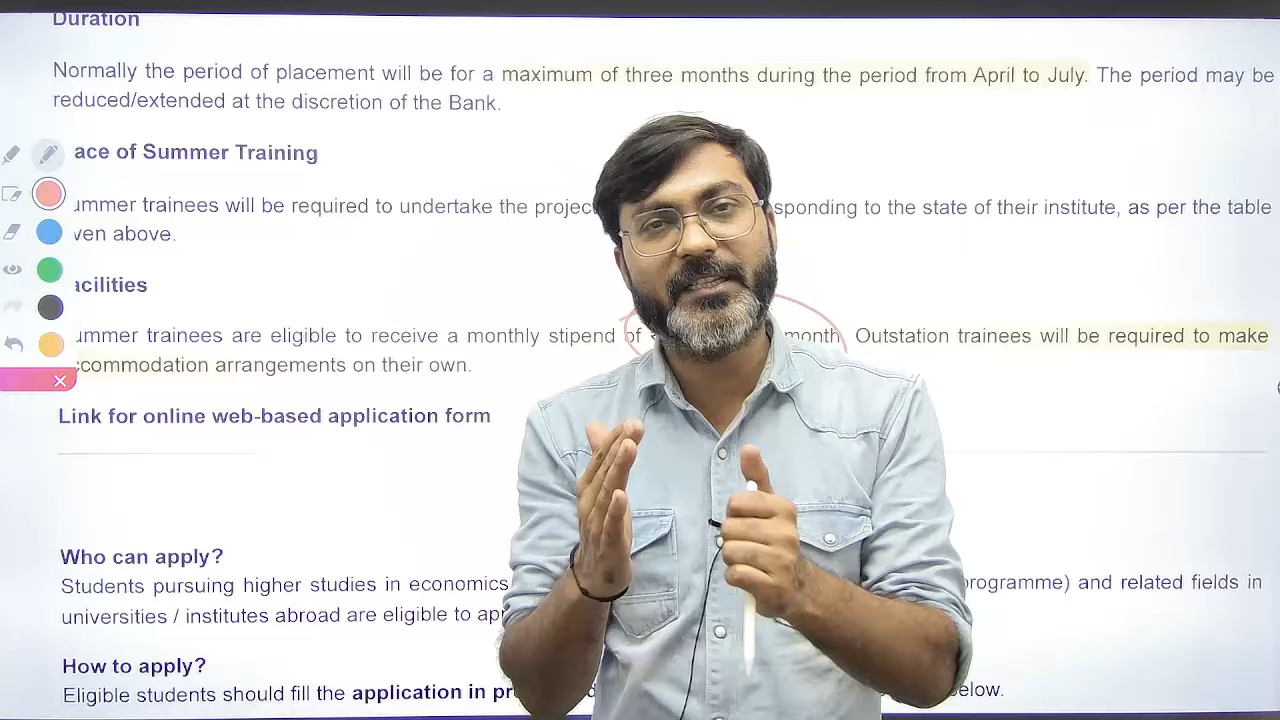 Duration
Normally the period of placement will be for a maximum of three months during the period from April to July. The period may be
reduced/extended at the discretion of the Bank.
ace of Summer Training
ummer trainees will be required to undertake the projec sponding to the state of their institute, as per the table
ven above.
acilities
ummer trainees are eligible to receive a monthly stipend of month. Outstation trainees will be required to make
ccommodation arrangements on their own.
Link for online web-based application form
Who can apply?
Students pursuing higher studies in economics programme) and related fields in
universities / institutes abroad are eligible to ap
How to apply?
Eligible students should fill the application in pr elow.